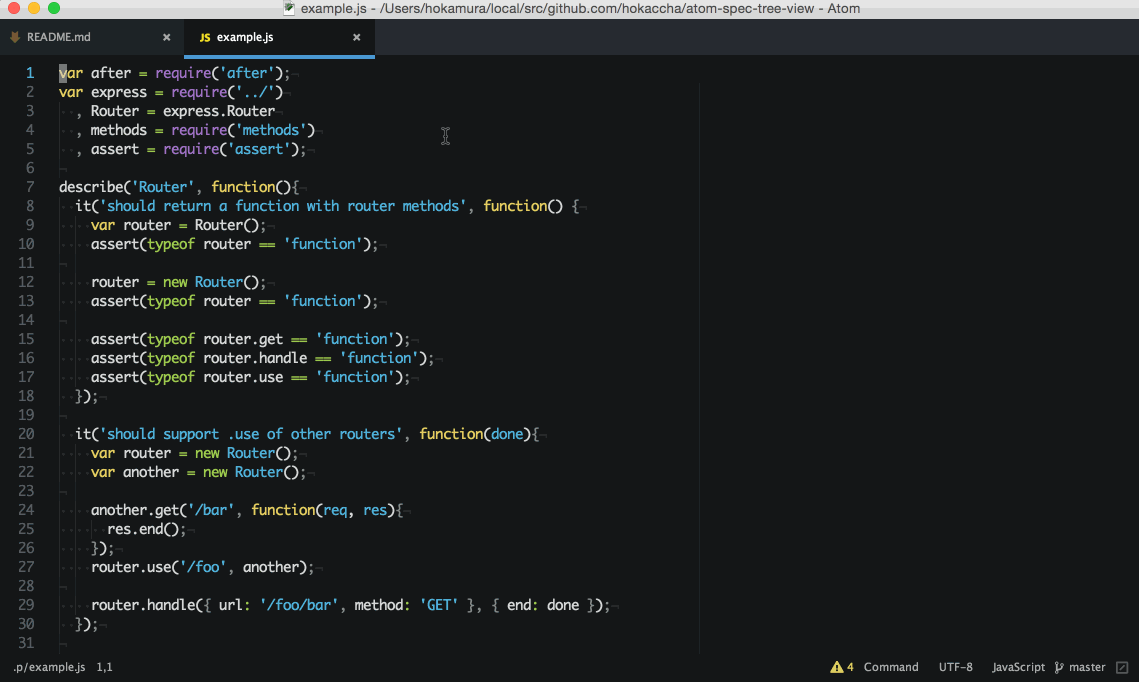 example.js - /Users/hokamura/local/src/github.com/hokaccha/atom-spec-tree-view - Atom
README.md ×
JS example.js ×
1 var after = require('after');
2 var express = require('../')
3   , Router = express.Router
4   , methods = require('methods')
5   , assert = require('assert');
6
7 describe('Router', function(){
8   it('should return a function with router methods', function() {
9     var router = Router();
10     assert(typeof router == 'function');
11
12     router = new Router();
13     assert(typeof router == 'function');
14
15     assert(typeof router.get == 'function');
16     assert(typeof router.handle == 'function');
17     assert(typeof router.use == 'function');
18   });
19
20   it('should support .use of other routers', function(done){
21     var router = new Router();
22     var another = new Router();
23
24     another.get('/bar', function(req, res){
25       res.end();
26     });
27     router.use('/foo', another);
28
29     router.handle({ url: '/foo/bar', method: 'GET' }, { end: done });
30   });
31
.p/example.js 1,1 4 Command UTF-8 JavaScript master